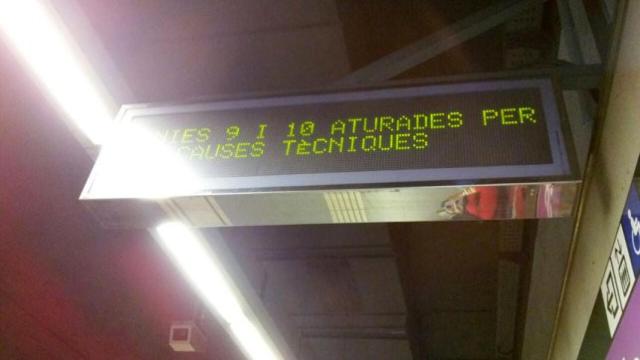 NIES 9 I 10 ATURADES PER
CAUSES TÈCNIQUES